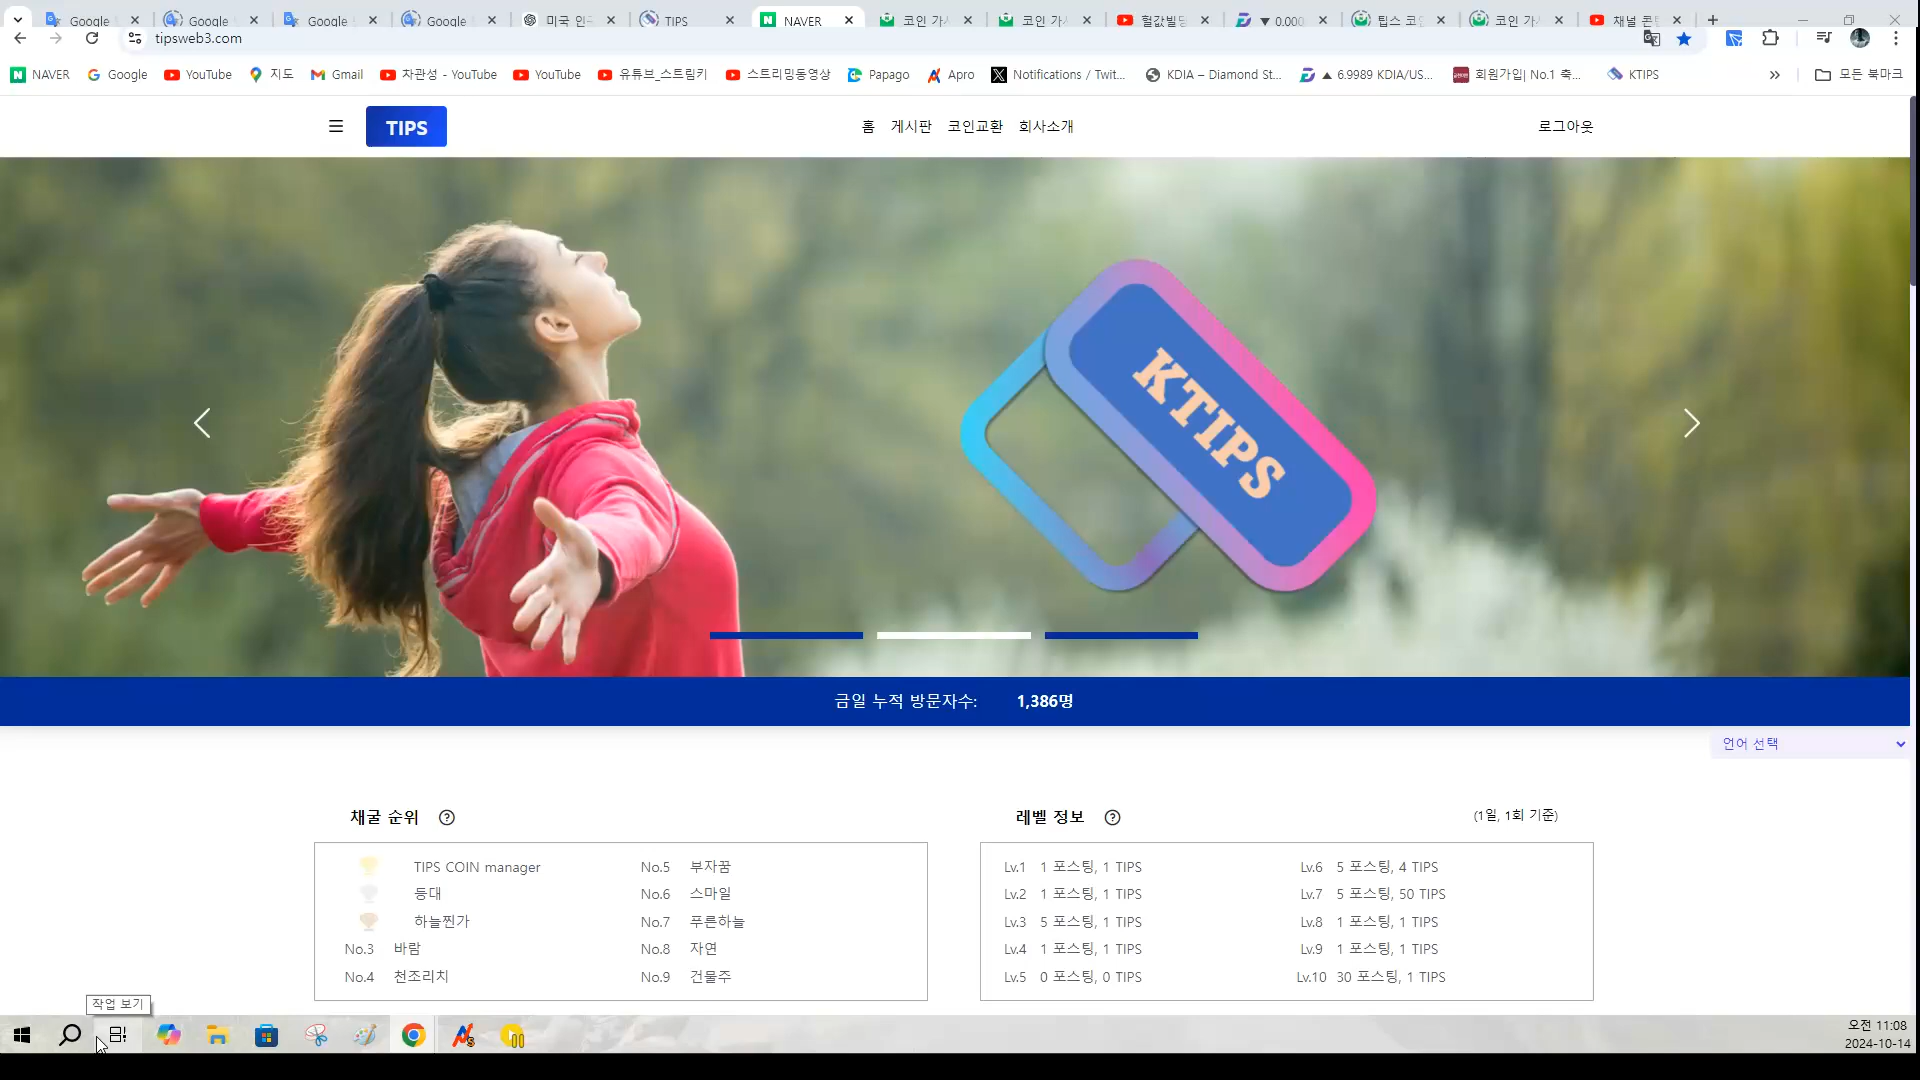 Google
Google
Google
Google
미국 인
TIPS
NAVER
코인 가
코인 가
헐값빌딩
▼ 0.000
팁스 코
코인 가
채널 콘
tipsweb3.com
NAVER
Google
YouTube
지도
Gmail
차관성 - YouTube
YouTube
유튜브_스트림키
스트리밍동영상
Papago
Apro
Notifications / Twit...
KDIA – Diamond St...
▲ 6.9989 KDIA/US...
회원가입| No.1 축...
KTIPS
모든 북마크
TIPS
홈 게시판 코인교환 회사소개
로그아웃
KTIPS
금일 누적 방문자수: 1,386명
언어 선택
채굴 순위
TIPS COIN manager
등대
하늘찐가
No.3 바람
No.4 천조리치
No.5 부자꿈
No.6 스마일
No.7 푸른하늘
No.8 자연
No.9 건물주
레벨 정보
(1일, 1회 기준)
Lv.1 1 포스팅, 1 TIPS
Lv.2 1 포스팅, 1 TIPS
Lv.3 5 포스팅, 1 TIPS
Lv.4 1 포스팅, 1 TIPS
Lv.5 0 포스팅, 0 TIPS
Lv.6 5 포스팅, 4 TIPS
Lv.7 5 포스팅, 50 TIPS
Lv.8 1 포스팅, 1 TIPS
Lv.9 1 포스팅, 1 TIPS
Lv.10 30 포스팅, 1 TIPS
작업 보기
오전 11:08
2024-10-14